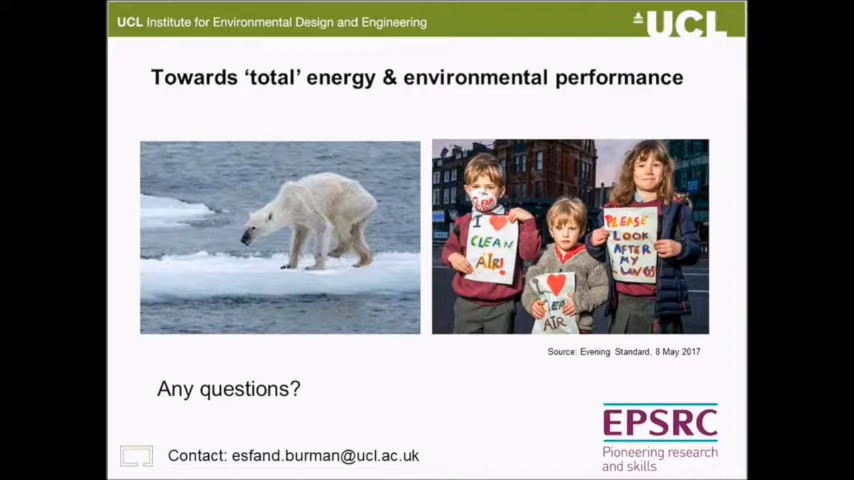 UCL Institute for Environmental Design and Engineering
UCL
Towards ‘total’ energy & environmental performance
CLEAN
I
CLEAN
AIR!
I
AIR
PLEASE
LOOK
AFTER
MY
LUNGS
Source: Evening Standard, 8 May 2017
Any questions?
EPSRC
Pioneering research
and skills
Contact: esfand.burman@ucl.ac.uk